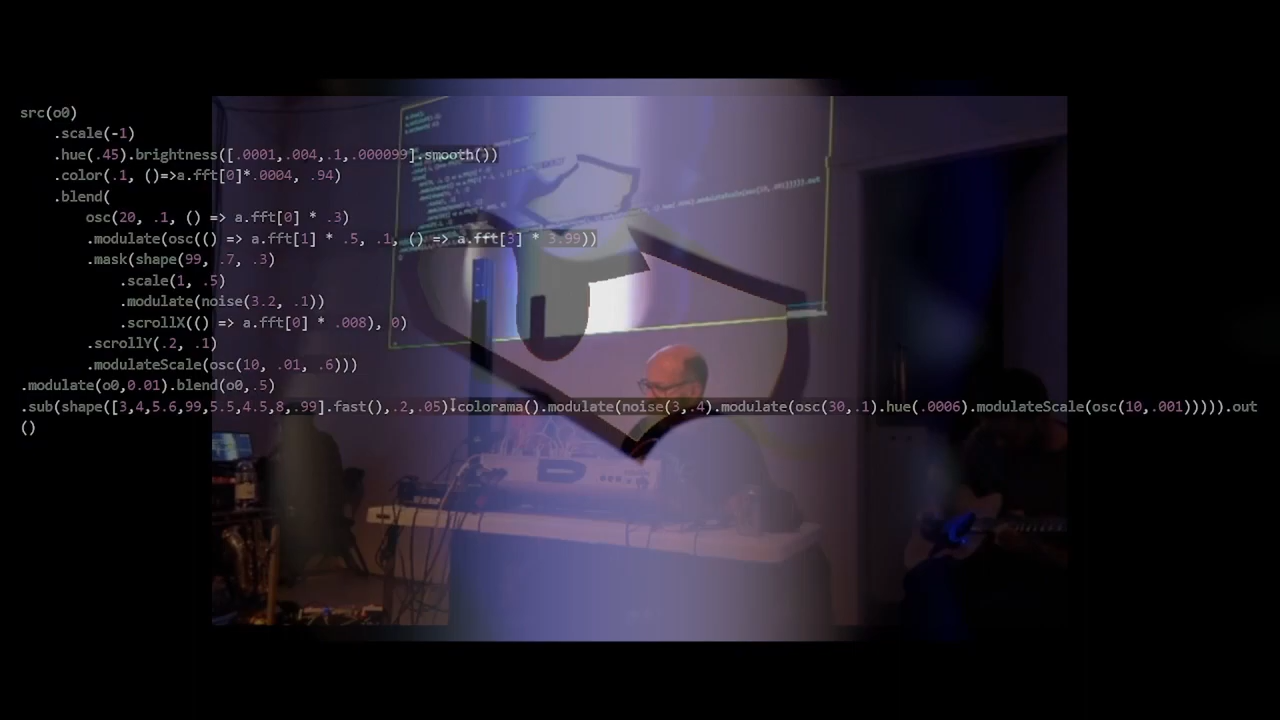 src(o0)
.scale(-1)
.hue(.45).brightness([.0001,.004,.1,.000099].smooth())
.color(.1, ()=>a.fft[0]*.0004, .94)
.blend(
osc(20, .1, () => a.fft[0] * .3)
.modulate(osc(() => a.fft[1] * .5, .1, () => a.fft[3] * 3.99))
.mask(shape(99, .7, .3)
.scale(1, .5)
.modulate(noise(3.2, .1))
.scrollX(() => a.fft[0] * .008), 0)
.scrollY(.2, .1)
.modulateScale(osc(10, .01, .6)))
.modulate(o0,0.01).blend(o0,.5)
.sub(shape([3,4,5.6,99,5.5,4.5,8,.99].fast(),.2,.05).colorama().modulate(noise(3,.4).modulate(osc(30,.1).hue(.0006).modulateScale(osc(10,.001))))).out
()